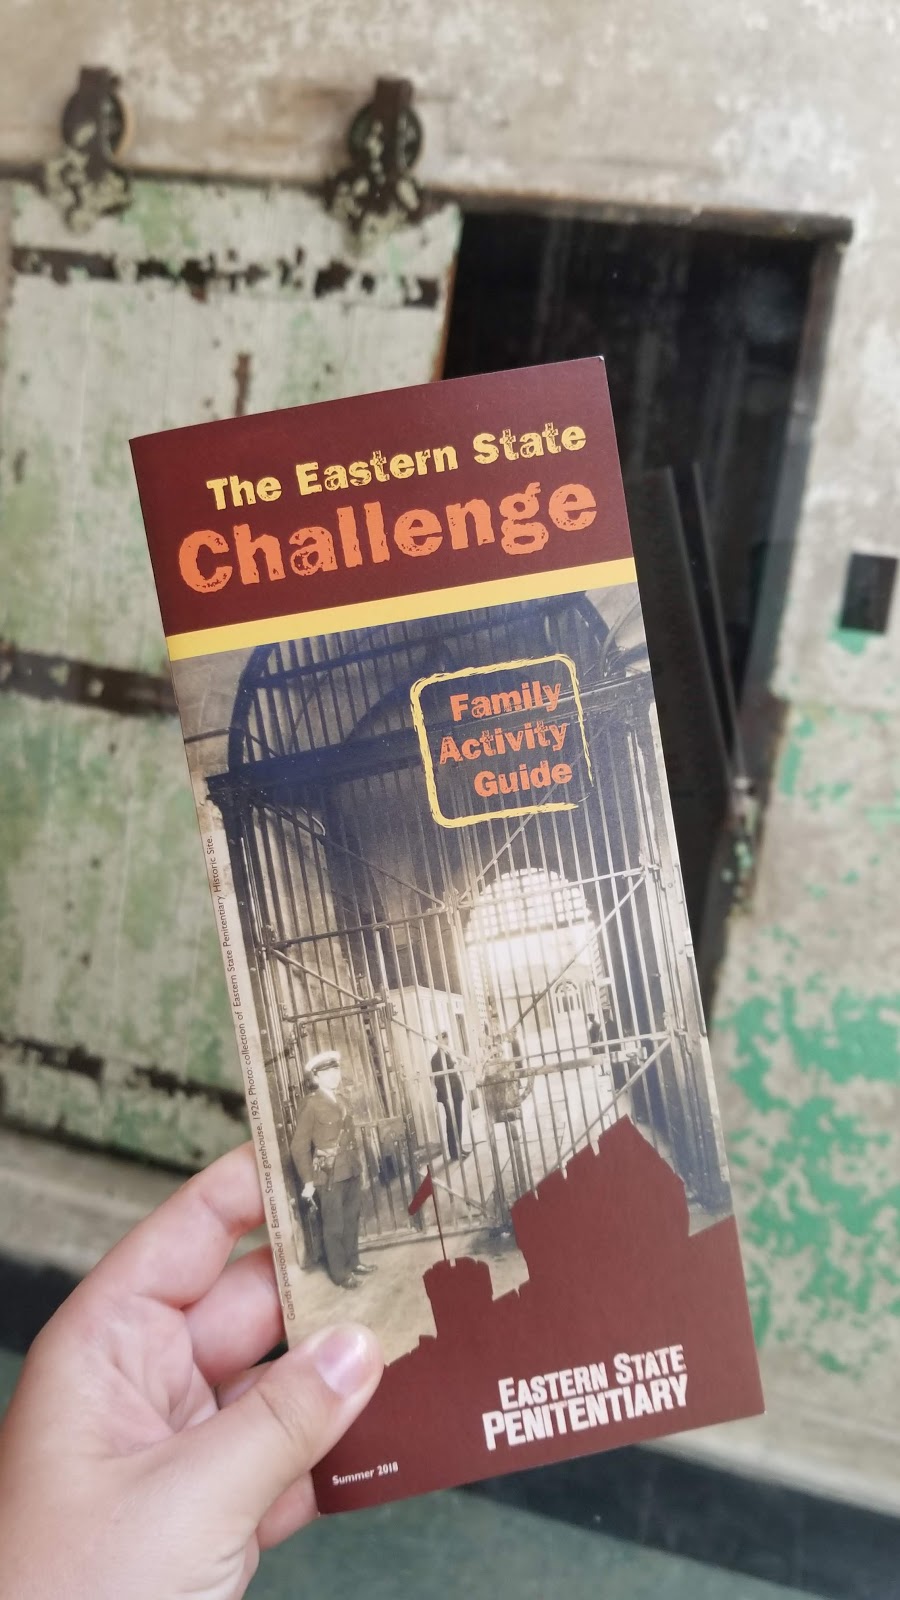 The Eastern State
Challenge
Family
Activity
Guide
Guards positioned in Eastern State gatehouse, 1926. Photo: collection of Eastern State Penitentiary Historic Site.
EASTERN STATE
PENITENTIARY
Summer 2018